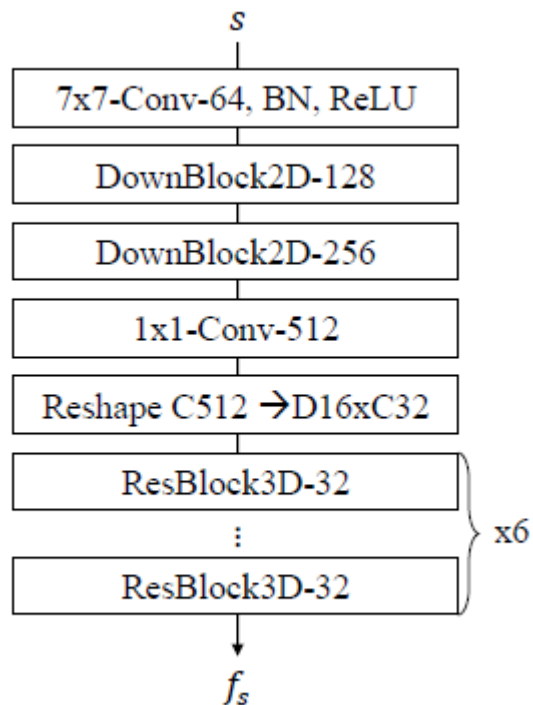 s
7x7-Conv-64, BN, ReLU
DownBlock2D-128
DownBlock2D-256
1x1-Conv-512
Reshape C512 →D16xC32
ResBlock3D-32
⋮
x6
ResBlock3D-32
fs